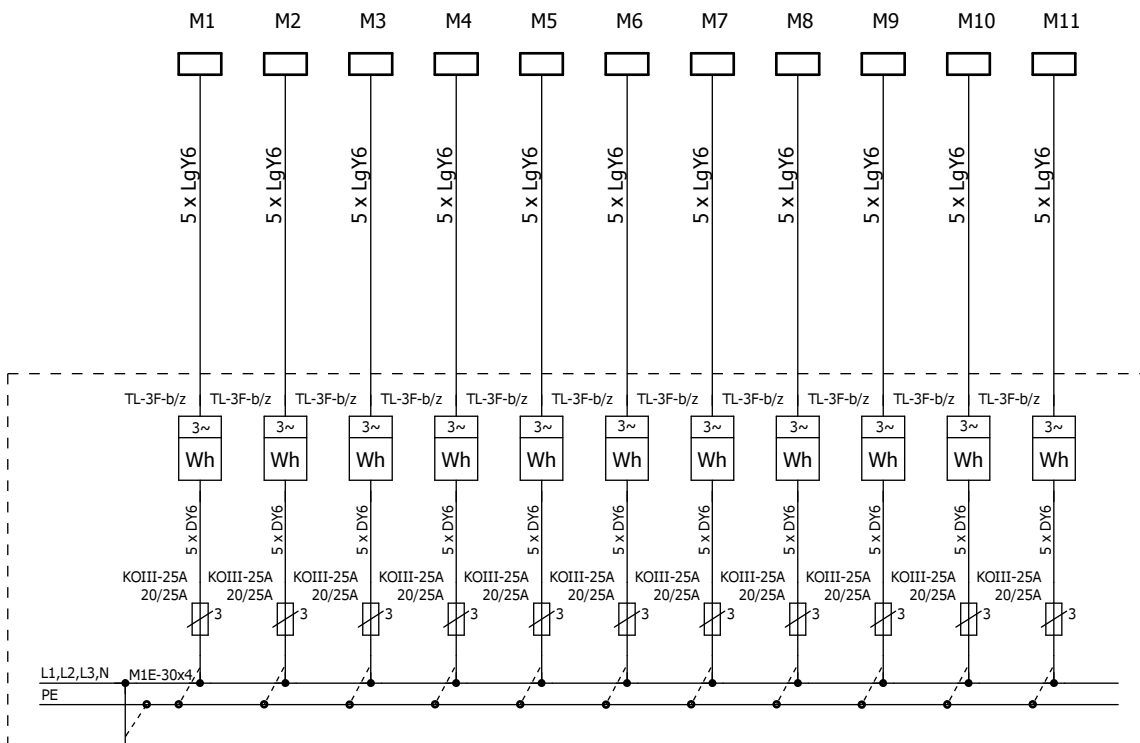 M1 M2 M3 M4 M5 M6 M7 M8 M9 M10 M11
5 x LgY6 5 x LgY6 5 x LgY6 5 x LgY6 5 x LgY6 5 x LgY6 5 x LgY6 5 x LgY6 5 x LgY6 5 x LgY6 5 x LgY6
TL-3F-b/z TL-3F-b/z TL-3F-b/z TL-3F-b/z TL-3F-b/z TL-3F-b/z TL-3F-b/z TL-3F-b/z TL-3F-b/z TL-3F-b/z TL-3F-b/z
3~ 3~ 3~ 3~ 3~ 3~ 3~ 3~ 3~ 3~ 3~
Wh Wh Wh Wh Wh Wh Wh Wh Wh Wh Wh
5 x DY6 5 x DY6 5 x DY6 5 x DY6 5 x DY6 5 x DY6 5 x DY6 5 x DY6 5 x DY6 5 x DY6 5 x DY6
KOIII-25A KOIII-25A KOIII-25A KOIII-25A KOIII-25A KOIII-25A KOIII-25A KOIII-25A KOIII-25A KOIII-25A KOIII-25A
20/25A 20/25A 20/25A 20/25A 20/25A 20/25A 20/25A 20/25A 20/25A 20/25A 20/25A
3 3 3 3 3 3 3 3 3 3 3
L1,L2,L3,N M1E-30x4
PE